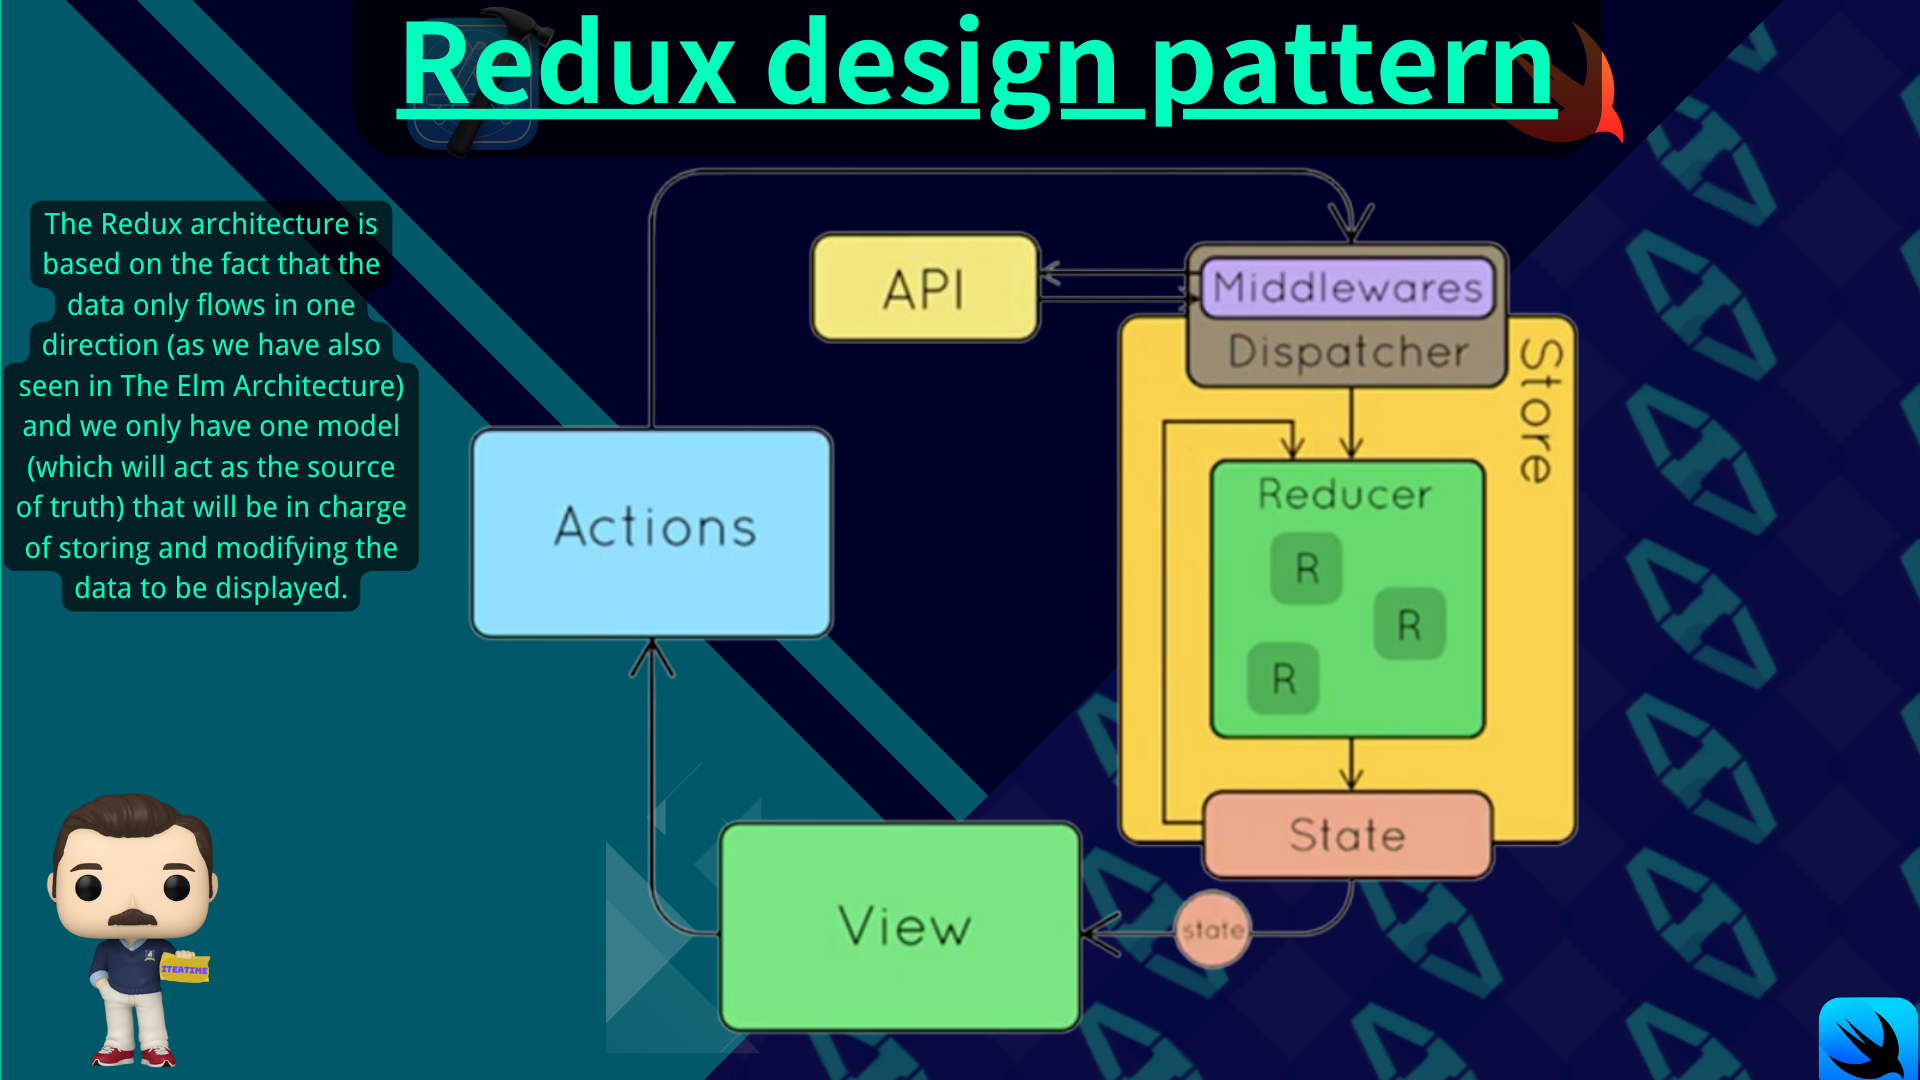 Redux design pattern
The Redux architecture is
based on the fact that the
data only flows in one
direction (as we have also
seen in The Elm Architecture)
and we only have one model
(which will act as the source
of truth) that will be in charge
of storing and modifying the
data to be displayed.
API
Middlewares
Dispatcher
Store
Actions
Reducer
R
R
R
State
View
state
ITEATIME